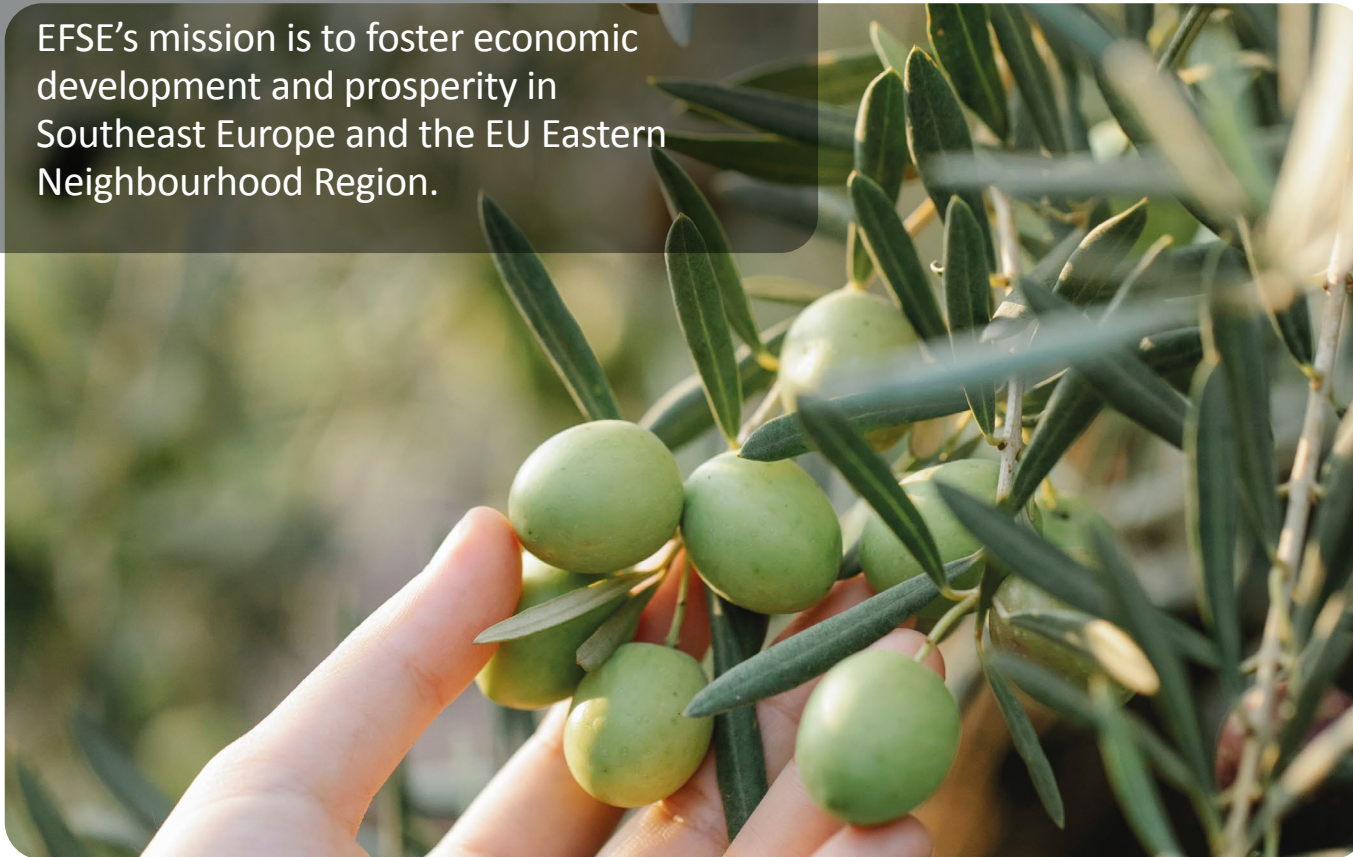 EFSE’s mission is to foster economic
development and prosperity in
Southeast Europe and the EU Eastern
Neighbourhood Region.